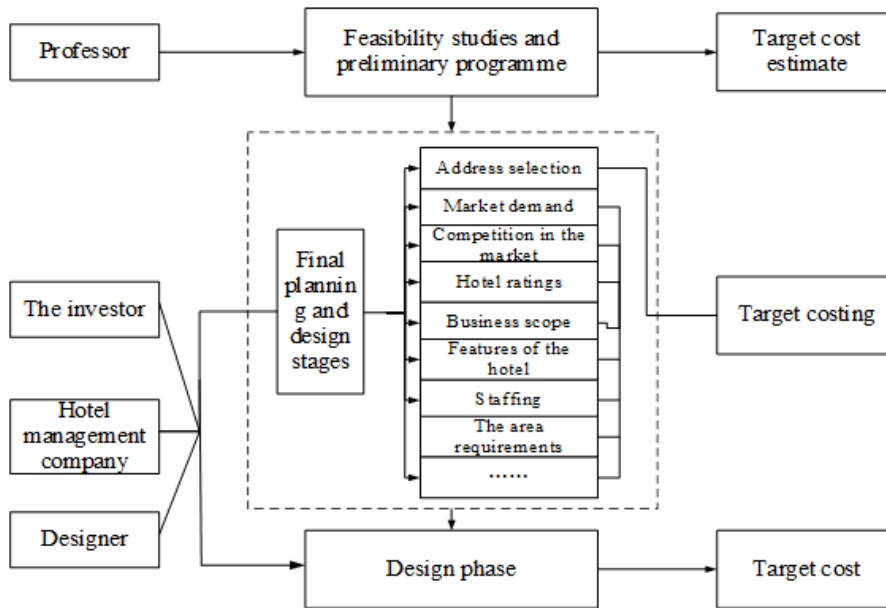 Professor
Feasibility studies and
preliminary programme
Target cost
estimate
Address selection
Market demand
Competition in the
market
Hotel ratings
Business scope
Features of the
hotel
Staffing
The area
requirements
......
Final
plannin
g and
design
stages
The investor
Hotel
management
company
Designer
Target costing
Design phase
Target cost